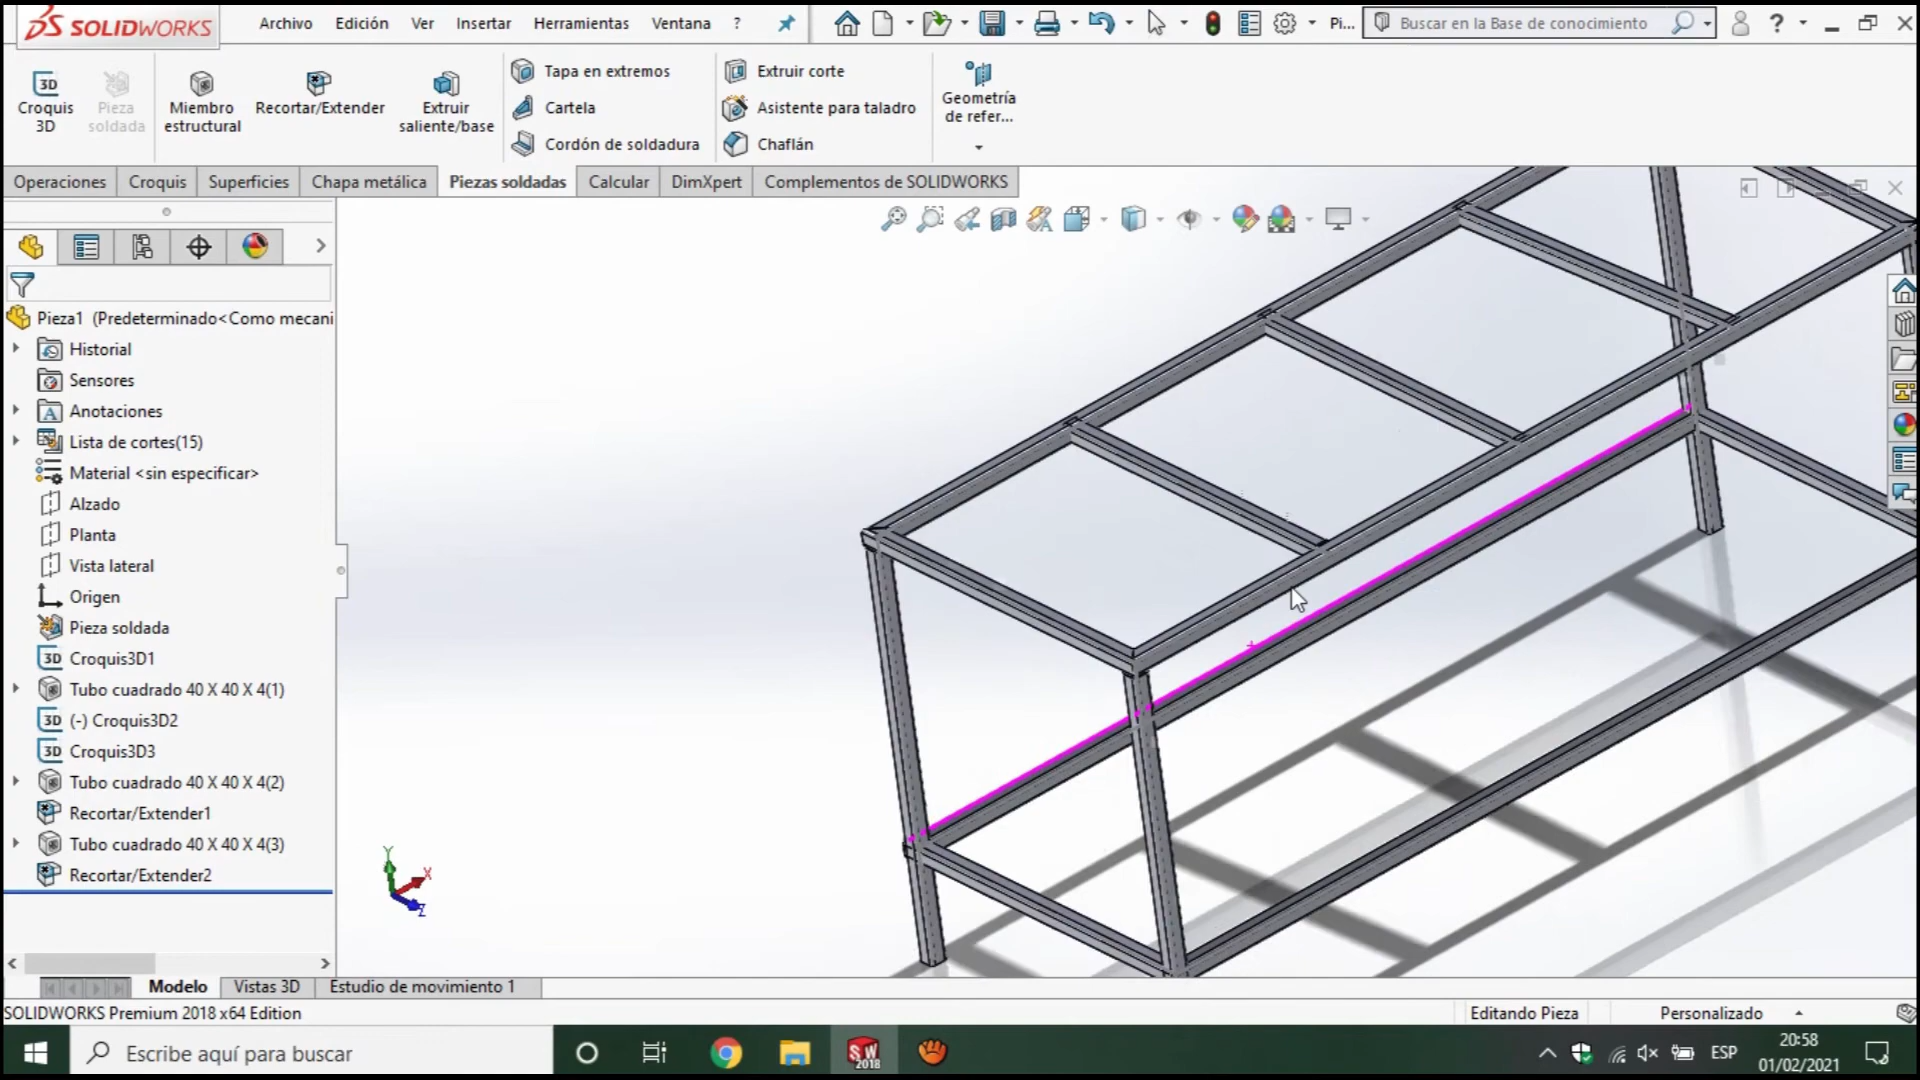 SOLIDWORKS Archivo Edición Ver Insertar Herramientas Ventana ? Pi... Buscar en la Base de conocimiento ?
3D Croquis 3D
Pieza soldada
Miembro estructural
Recortar/Extender
Extruir saliente/base
Tapa en extremos
Cartela
Cordón de soldadura
Extruir corte
Asistente para taladro
Chaflán
Geometría de refer...
Operaciones Croquis Superficies Chapa metálica Piezas soldadas Calcular DimXpert Complementos de SOLIDWORKS
Pieza1 (Predeterminado<Como mecani
Historial
Sensores
A Anotaciones
Lista de cortes(15)
Material <sin especificar>
Alzado
Planta
Vista lateral
Origen
Pieza soldada
3D Croquis3D1
Tubo cuadrado 40 X 40 X 4(1)
3D (-) Croquis3D2
3D Croquis3D3
Tubo cuadrado 40 X 40 X 4(2)
Recortar/Extender1
Tubo cuadrado 40 X 40 X 4(3)
Recortar/Extender2
Y
X
Z
Modelo Vistas 3D Estudio de movimiento 1
SOLIDWORKS Premium 2018 x64 Edition Editando Pieza Personalizado
Escribe aquí para buscar SW 2018 ESP 20:58
01/02/2021